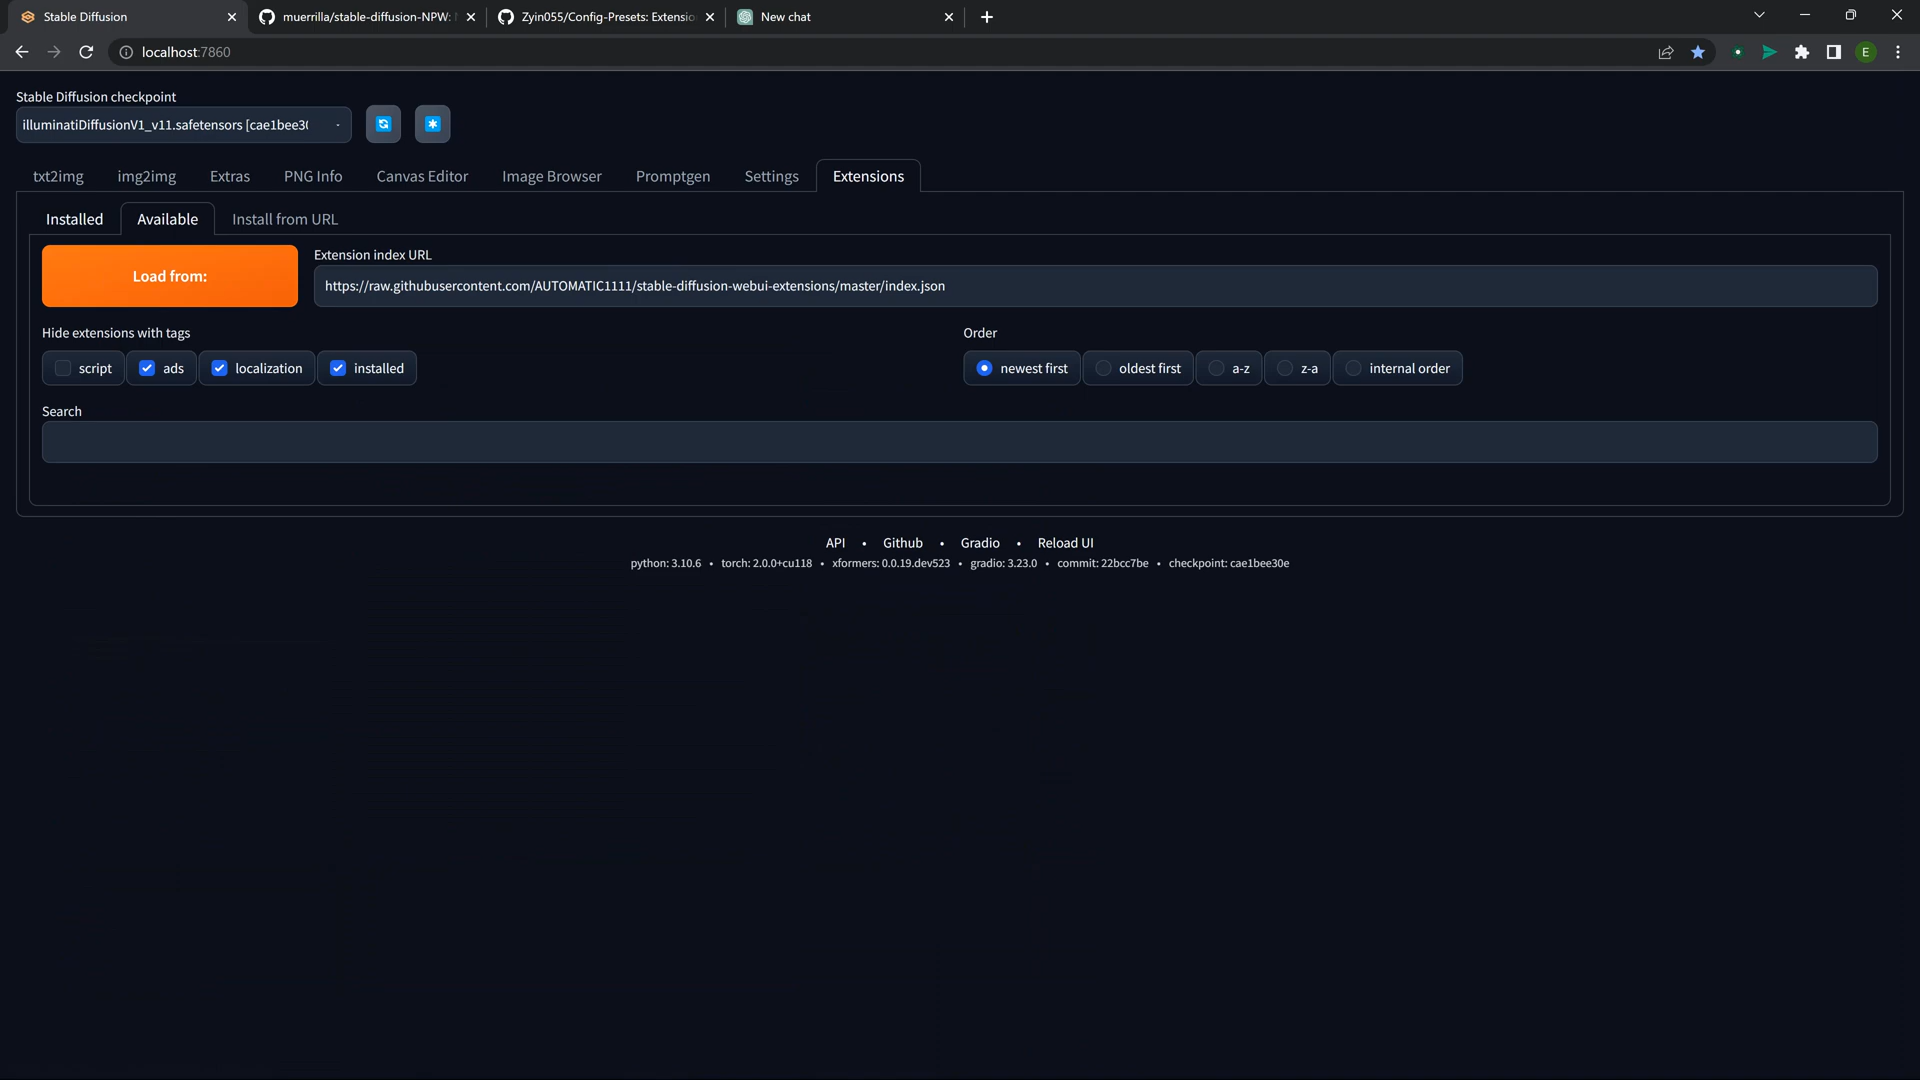 Stable Diffusion
muerrilla/stable-diffusion-NPW:
Zyin055/Config-Presets: Extensio
New chat
localhost:7860
E
Stable Diffusion checkpoint
illuminatiDiffusionV1_v11.safetensors [cae1bee30
txt2img
img2img
Extras
PNG Info
Canvas Editor
Image Browser
Promptgen
Settings
Extensions
Installed
Available
Install from URL
Load from:
Extension index URL
https://raw.githubusercontent.com/AUTOMATIC1111/stable-diffusion-webui-extensions/master/index.json
Hide extensions with tags
script
ads
localization
installed
Order
newest first
oldest first
a-z
z-a
internal order
Search
API • Github • Gradio • Reload UI
python: 3.10.6 • torch: 2.0.0+cu118 • xformers: 0.0.19.dev523 • gradio: 3.23.0 • commit: 22bcc7be • checkpoint: cae1bee30e